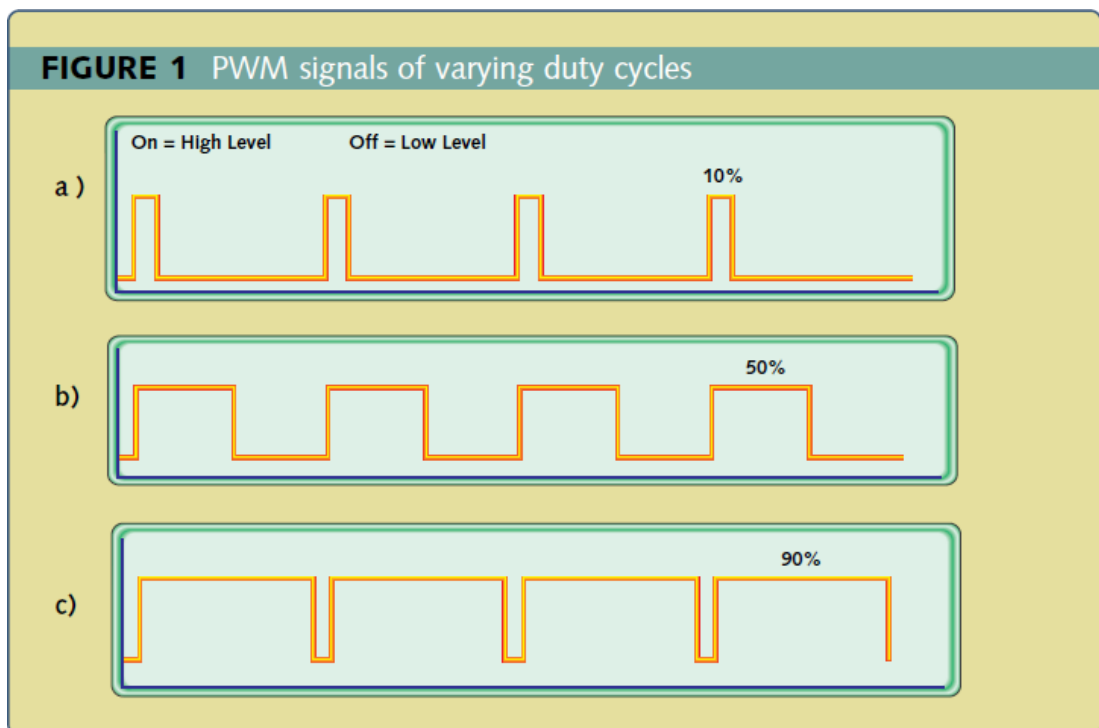 FIGURE 1 PWM signals of varying duty cycles
On = High Level Off = Low Level
a ) 10%
b) 50%
c) 90%